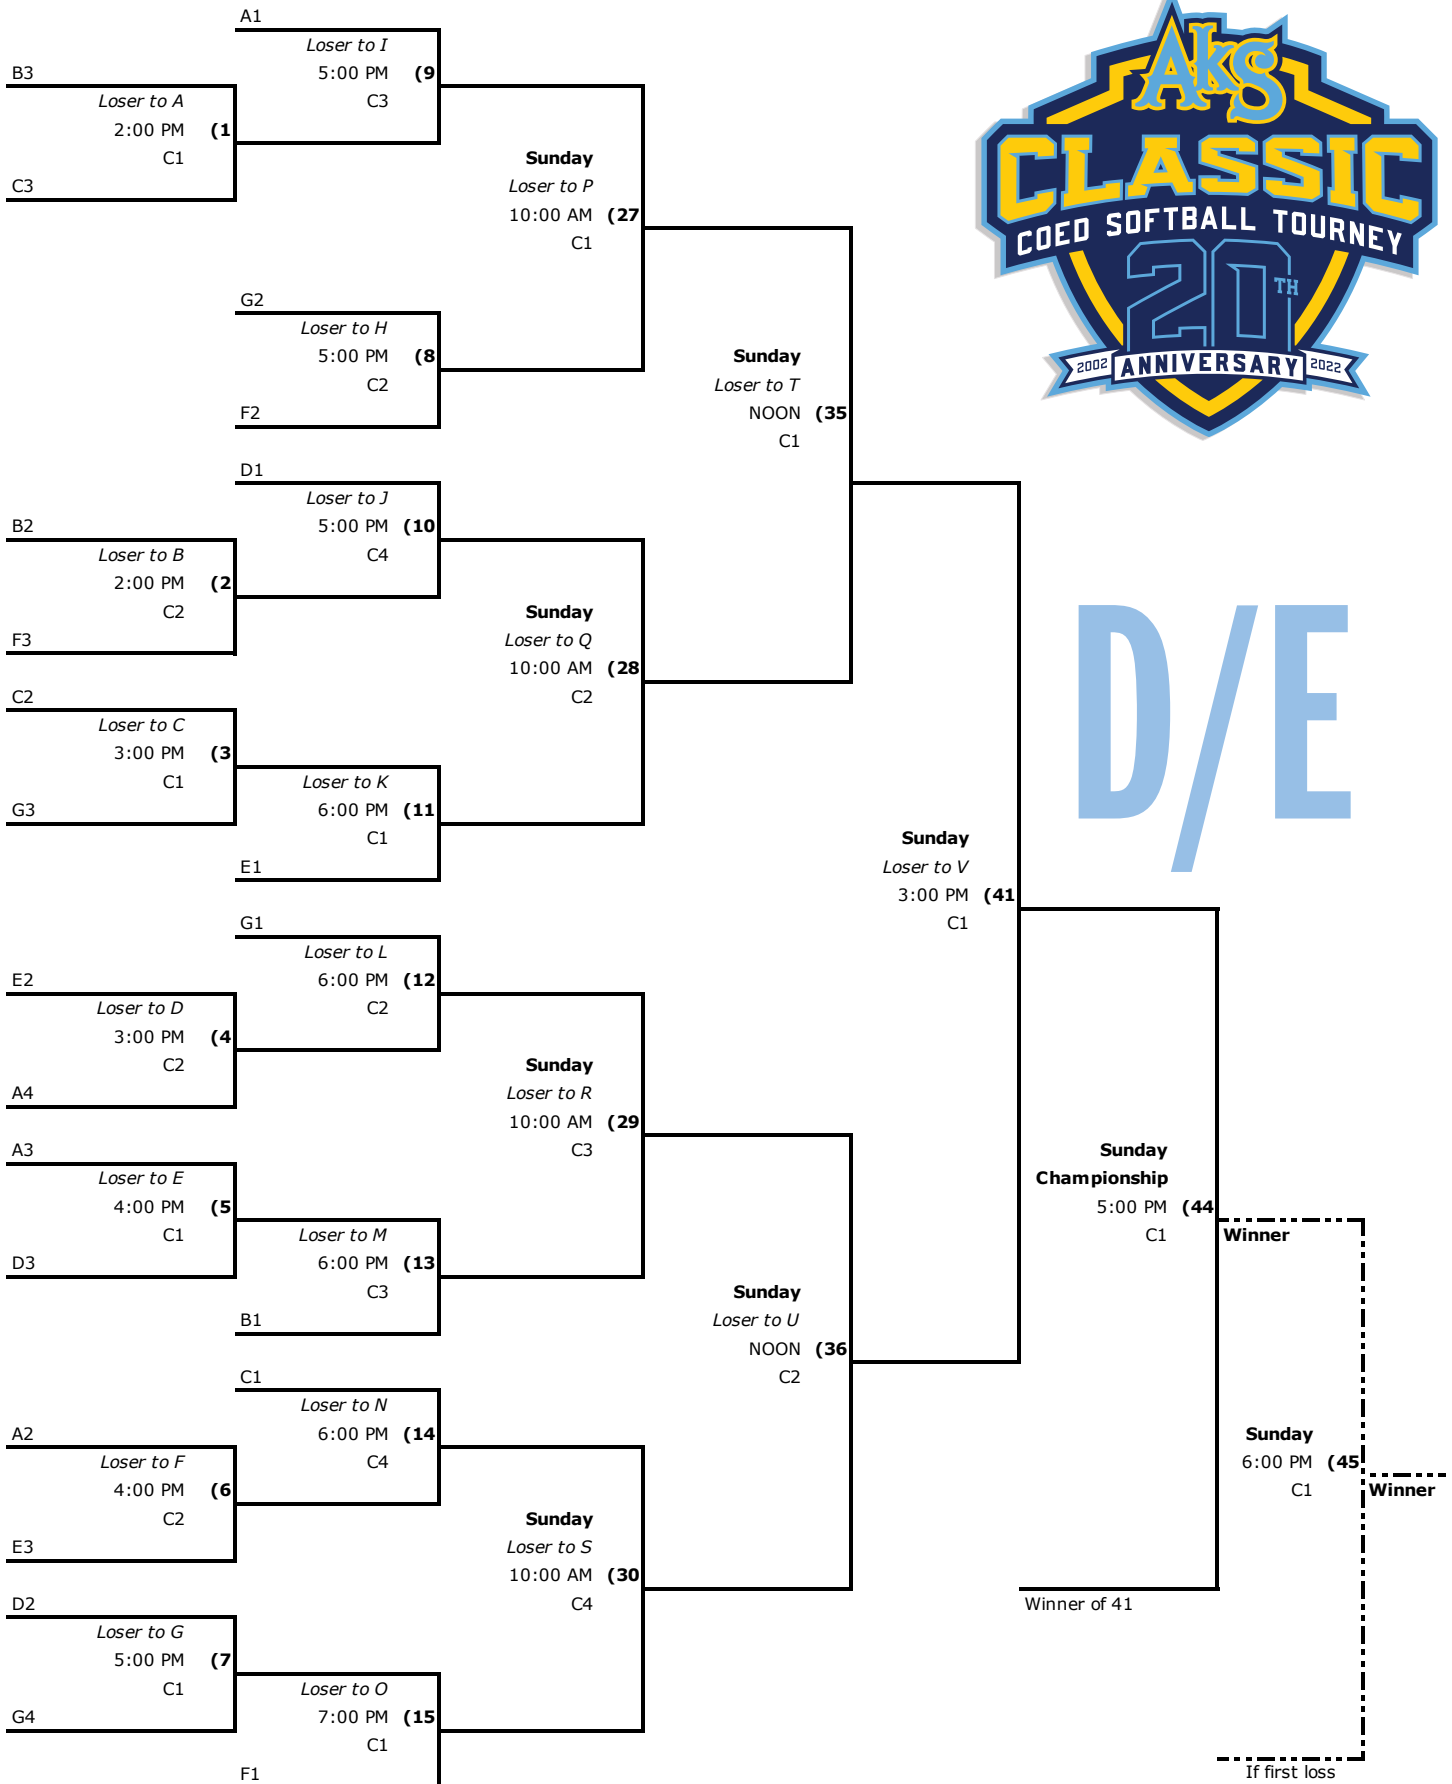 A1
Loser to I
5:00 PM (9
C3
B3
Loser to A
2:00 PM (1
C1
C3
Sunday
Loser to P
10:00 AM (27
C1
G2
Loser to H
5:00 PM (8
C2
F2
Sunday
Loser to T
NOON (35
C1
D1
Loser to J
5:00 PM (10
C4
B2
Loser to B
2:00 PM (2
C2
F3
Sunday
Loser to Q
10:00 AM (28
C2
C2
Loser to C
3:00 PM (3
C1
G3
Loser to K
6:00 PM (11
C1
E1
Sunday
Loser to V
3:00 PM (41
C1
G1
Loser to L
6:00 PM (12
C2
E2
Loser to D
3:00 PM (4
C2
A4
Sunday
Loser to R
10:00 AM (29
C3
A3
Loser to E
4:00 PM (5
C1
D3
Loser to M
6:00 PM (13
C3
B1
Sunday
Championship
5:00 PM (44
C1
Winner
Sunday
Loser to U
NOON (36
C2
C1
Loser to N
6:00 PM (14
C4
A2
Loser to F
4:00 PM (6
C2
E3
Sunday
Loser to S
10:00 AM (30
C4
Sunday
6:00 PM (45
C1
Winner
Winner of 41
D2
Loser to G
5:00 PM (7
C1
G4
Loser to O
7:00 PM (15
C1
F1
If first loss
AkS
CLASSIC
COED SOFTBALL TOURNEY
20TH
2002 ANNIVERSARY 2022
D/E